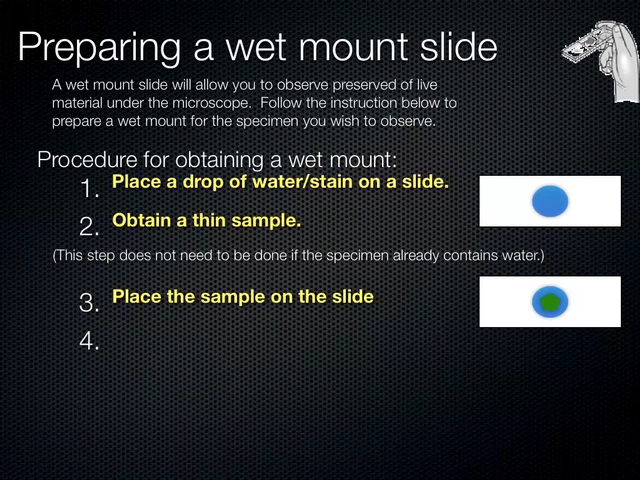 Preparing a wet mount slide
A wet mount slide will allow you to observe preserved of live
material under the microscope.  Follow the instruction below to
prepare a wet mount for the specimen you wish to observe.
Procedure for obtaining a wet mount:
1. Place a drop of water/stain on a slide.
2. Obtain a thin sample.
(This step does not need to be done if the specimen already contains water.)
3. Place the sample on the slide
4.